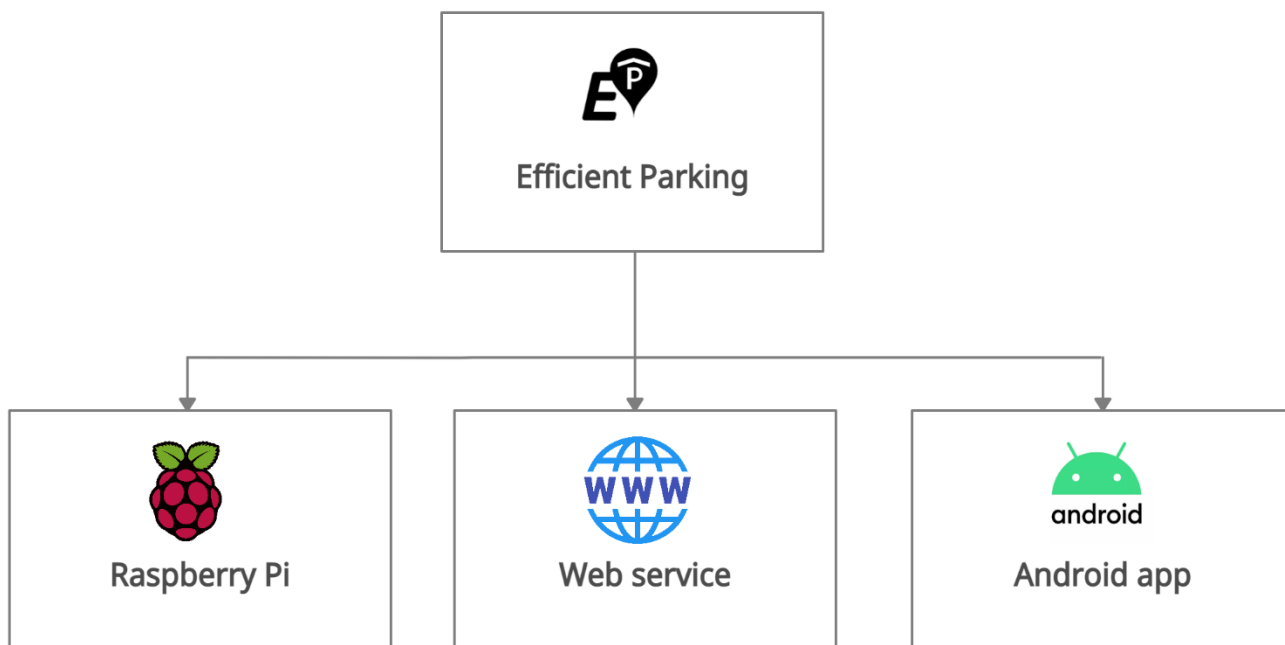 EP
Efficient Parking
WWW
android
Raspberry Pi
Web service
Android app